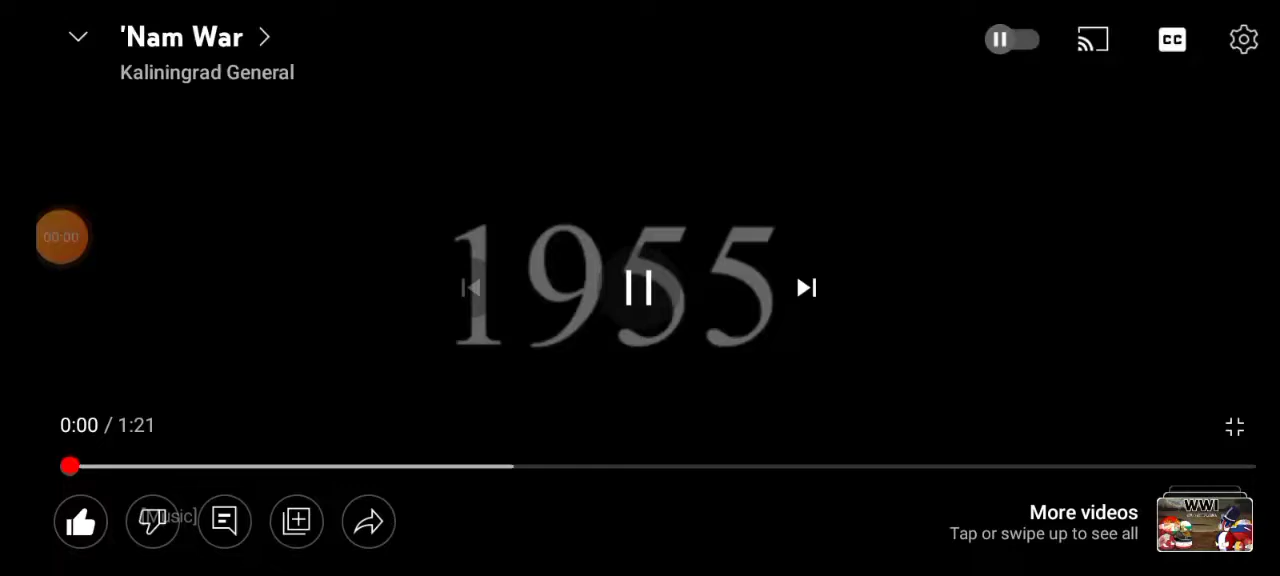 'Nam War
Kaliningrad General
CC
00:00
1955
0:00 / 1:21
[Music]
More videos
Tap or swipe up to see all
WWI